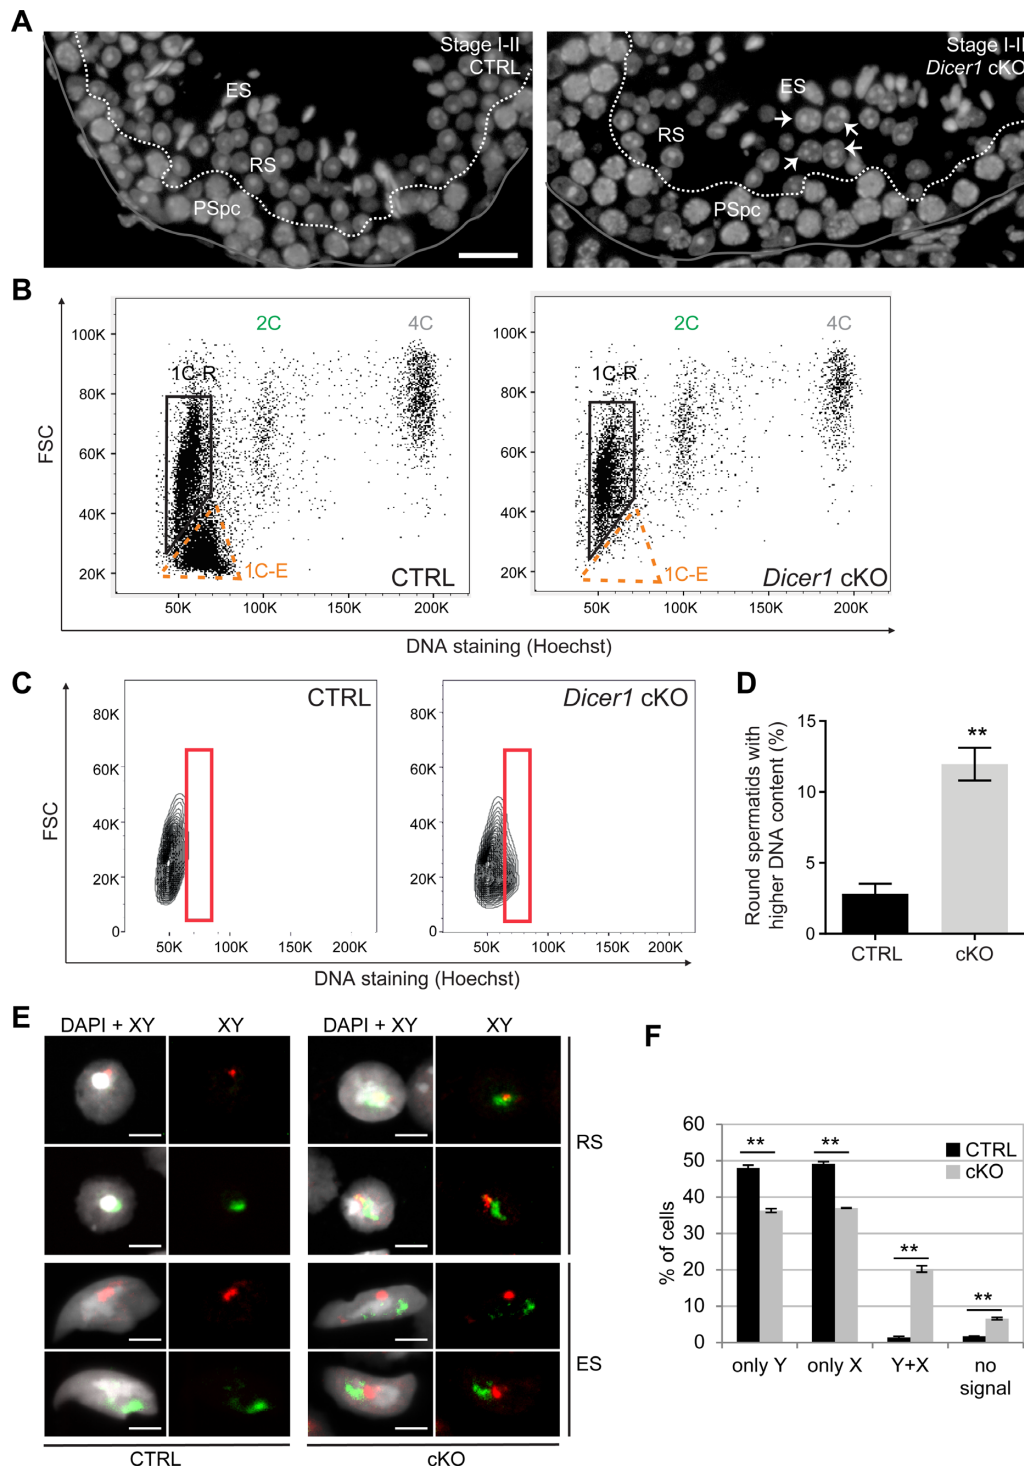 A
Stage I-II
CTRL
ES
RS
PSpc
Stage I-II
Dicer1 cKO
ES
RS
PSpc
B
FSC
100K
80K
60K
40K
20K
2C
4C
1C-R
1C-E
CTRL
50K 100K 150K 200K
100K
80K
60K
40K
20K
2C
4C
1C-R
1C-E
Dicer1 cKO
50K 100K 150K 200K
DNA staining (Hoechst)
C
FSC
80K
60K
40K
20K
0
CTRL
50K 100K 150K 200K
80K
60K
40K
20K
0
Dicer1 cKO
50K 100K 150K 200K
DNA staining (Hoechst)
D
Round spermatids with
higher DNA content (%)
15
10
5
0
**
CTRL cKO
E
DAPI + XY XY DAPI + XY XY
RS
ES
CTRL cKO
F
% of cells
60
50
40
30
20
10
0
** ** ** **
CTRL
cKO
only Y only X Y+X no
signal